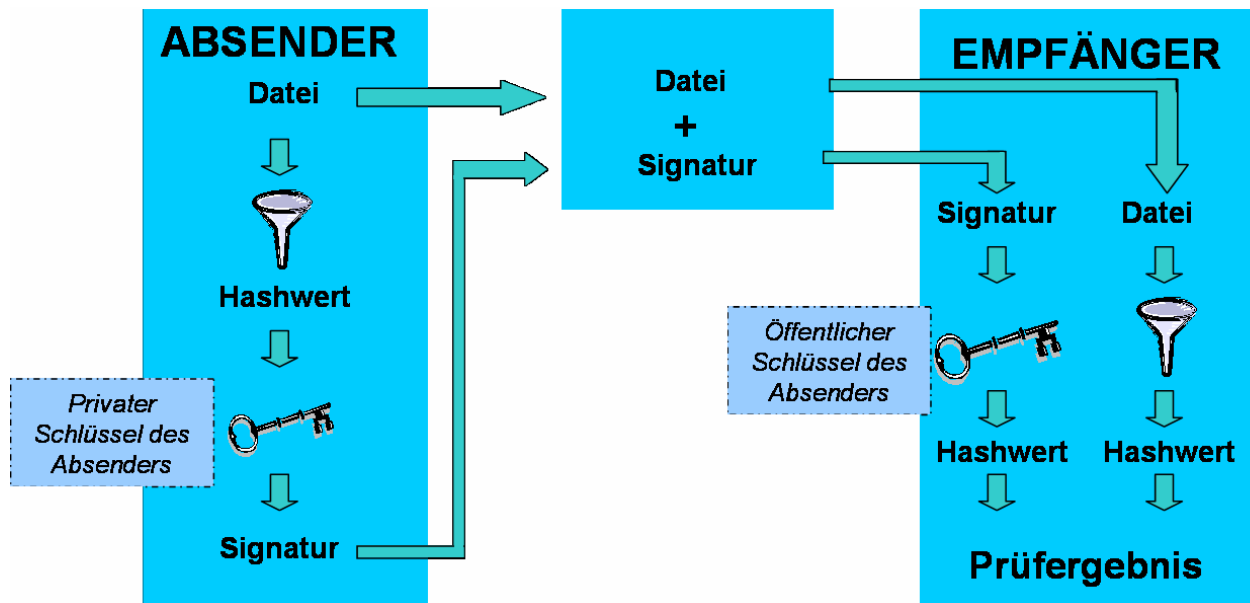 ABSENDER
Datei
Hashwert
Privater
Schlüssel des
Absenders
Signatur
Datei
+
Signatur
EMPFÄNGER
Signatur
Datei
Öffentlicher
Schlüssel des
Absenders
Hashwert
Hashwert
Prüfergebnis